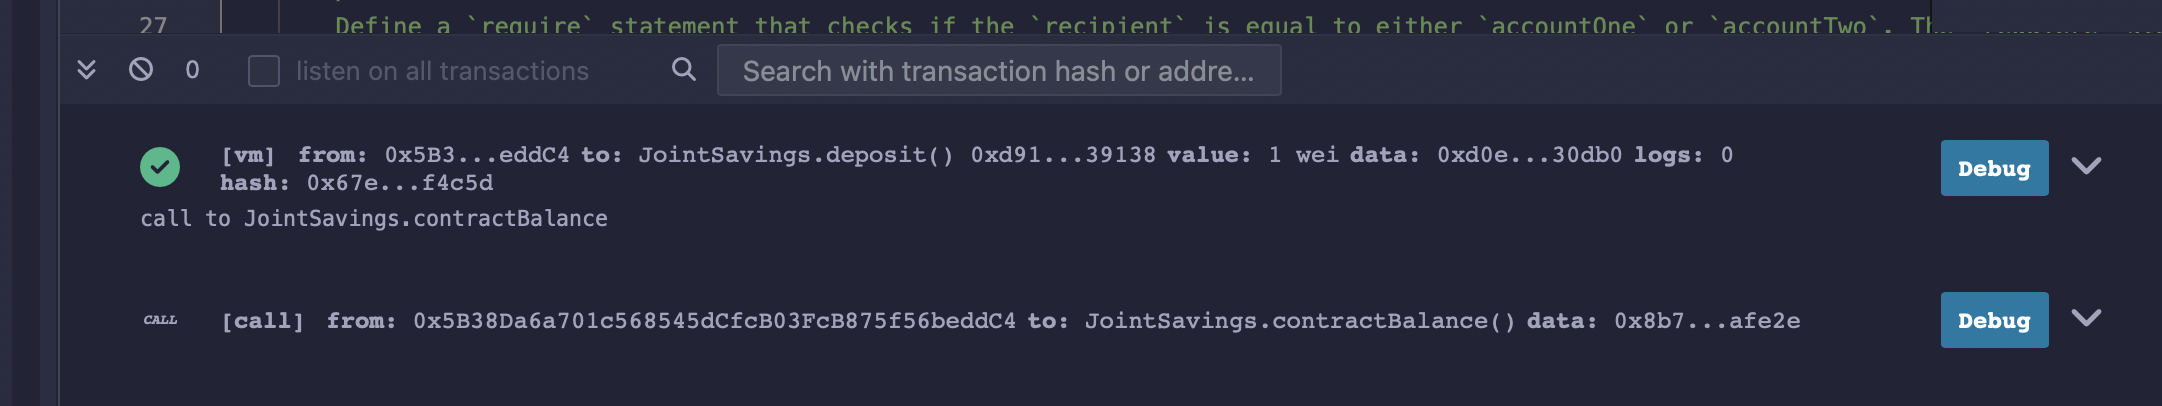 27 Define a `require` statement that checks if the `recipient` is equal to either `accountOne` or `accountTwo`.
0 listen on all transactions Search with transaction hash or addre...
[vm] from: 0x5B3...eddC4 to: JointSavings.deposit() 0xd91...39138 value: 1 wei data: 0xd0e...30db0 logs: 0
hash: 0x67e...f4c5d
Debug
call to JointSavings.contractBalance
CALL [call] from: 0x5B38Da6a701c568545dCfcB03FcB875f56beddC4 to: JointSavings.contractBalance() data: 0x8b7...afe2e
Debug